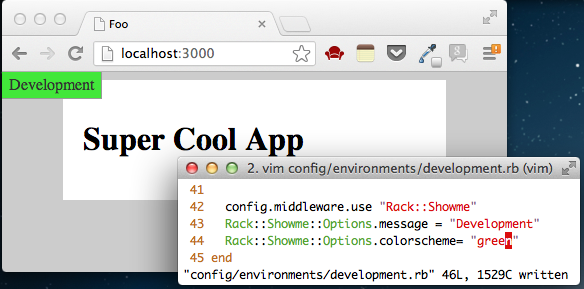 Foo
localhost:3000
Development
Super Cool App
2. vim config/environments/development.rb (vim)
41
42 config.middleware.use "Rack::Showme"
43 Rack::Showme::Options.message = "Development"
44 Rack::Showme::Options.colorscheme= "green"
45 end
"config/environments/development.rb" 46L, 1529C written